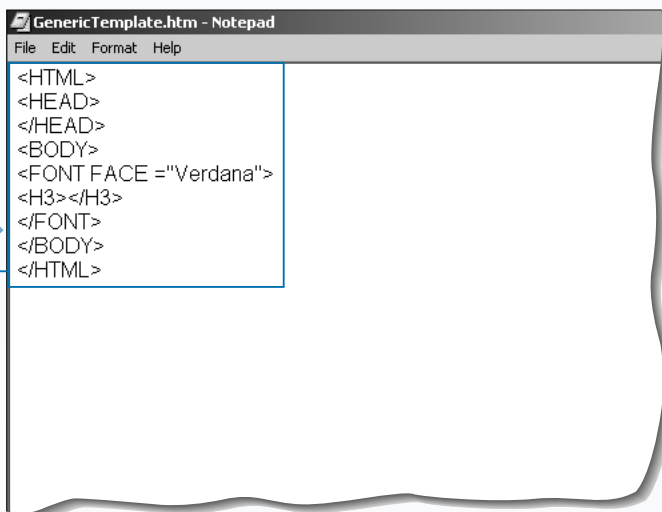 GenericTemplate.htm - Notepad
File Edit Format Help
<HTML>
<HEAD>
</HEAD>
<BODY>
<FONT FACE ="Verdana">
<H3></H3>
</FONT>
</BODY>
</HTML>